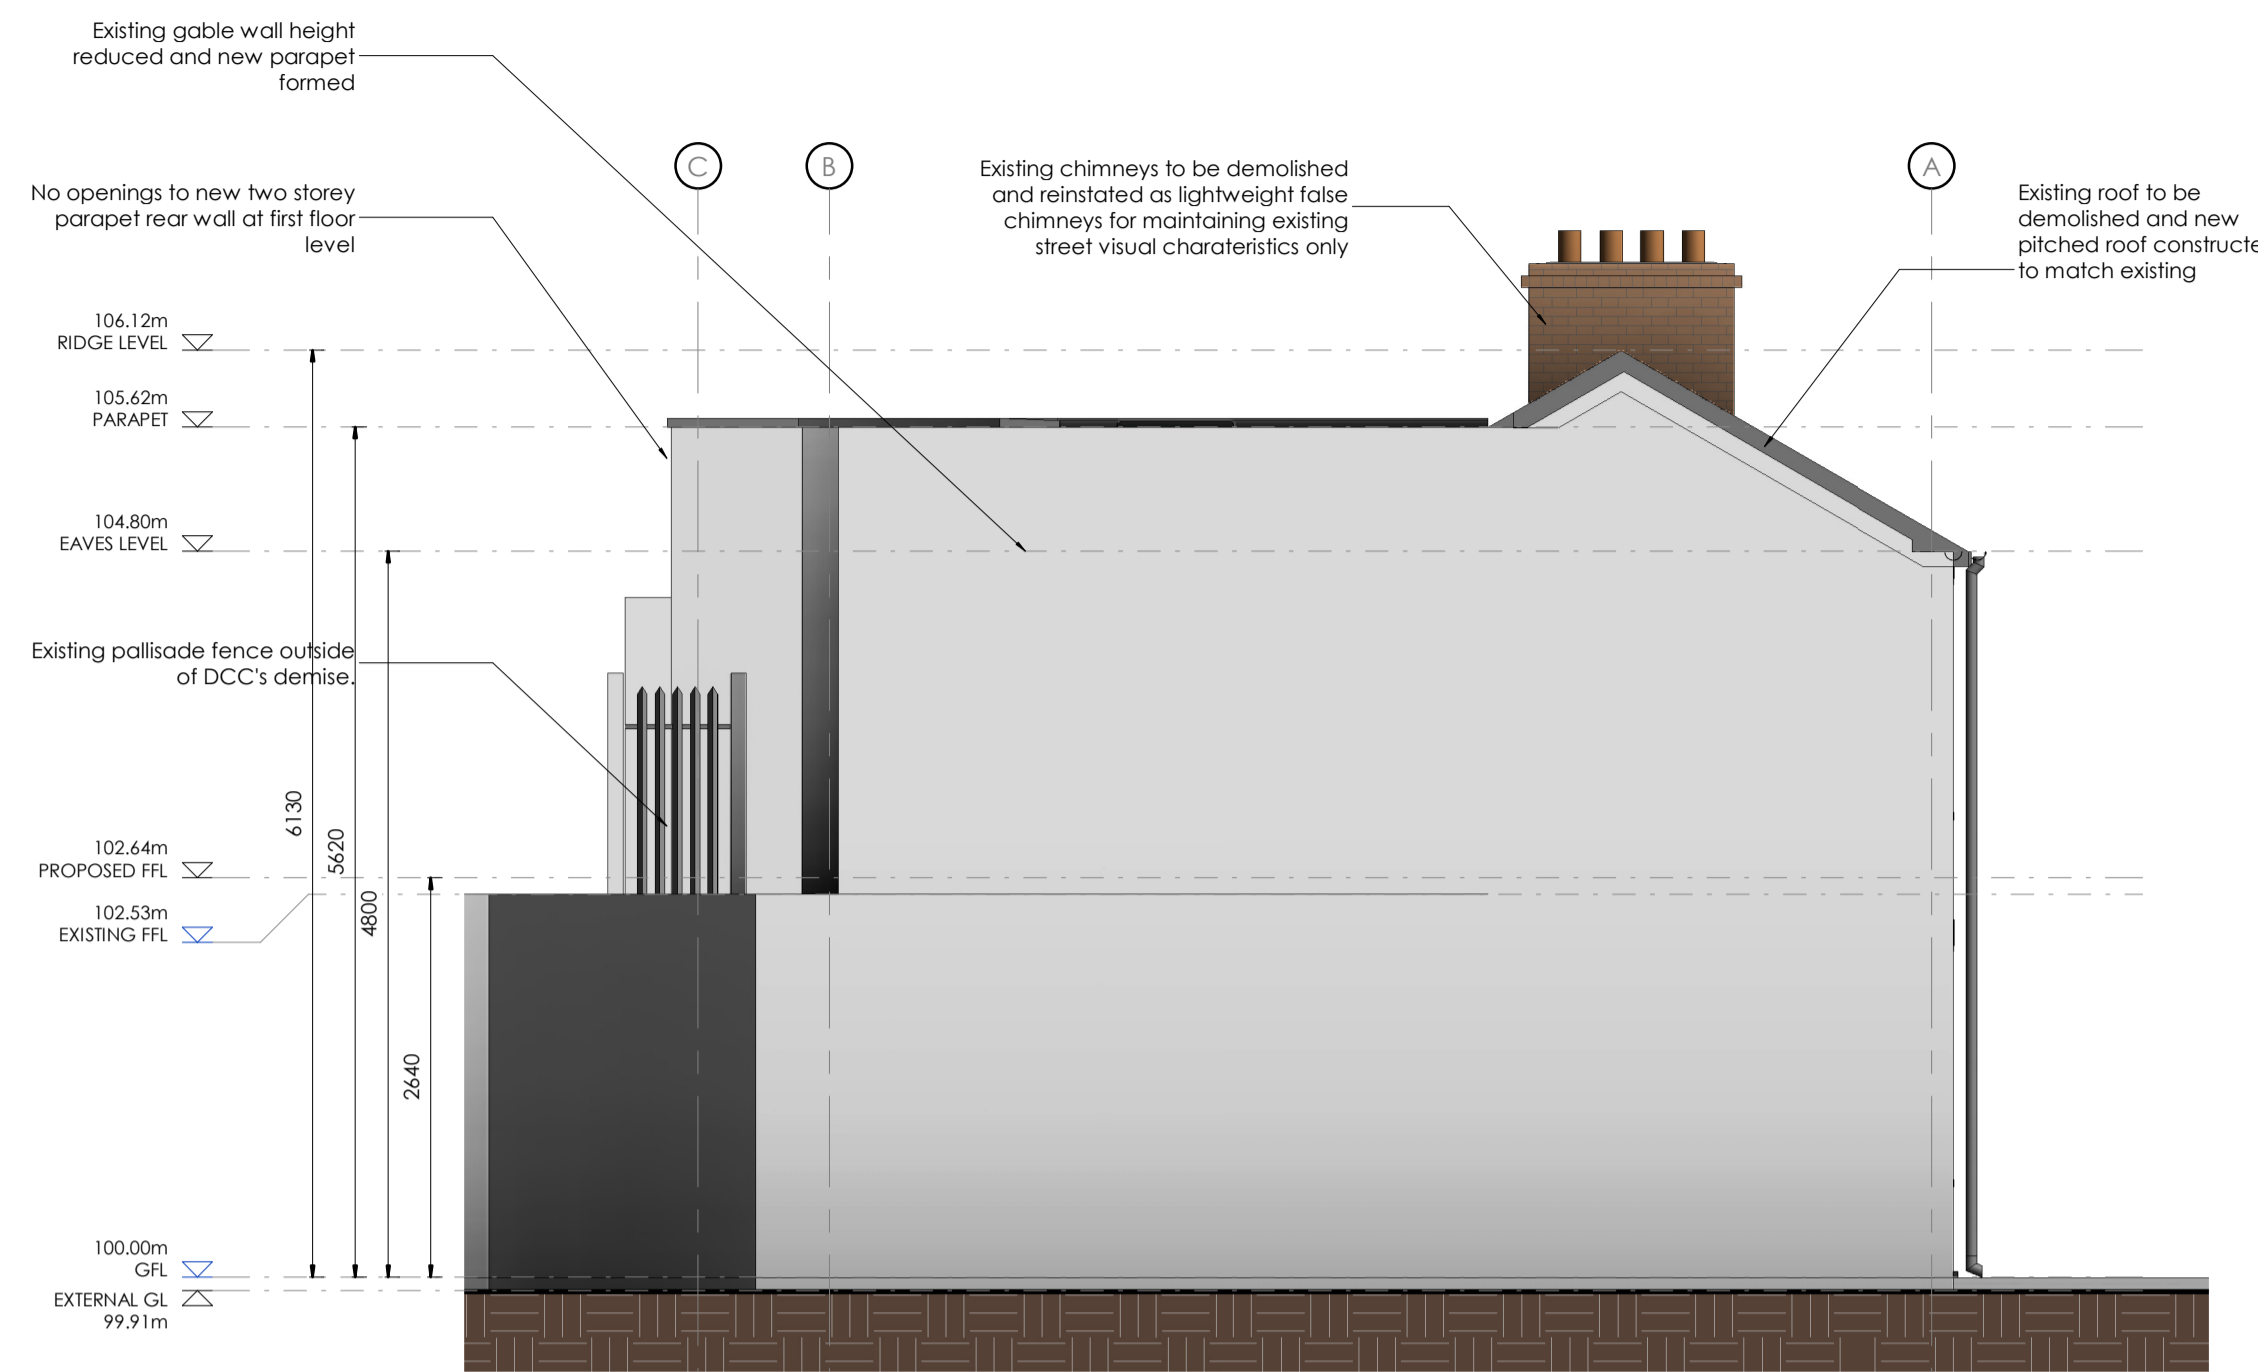 Existing gable wall height
reduced and new parapet
formed
C
B
A
No openings to new two storey
parapet rear wall at first floor
level
Existing chimneys to be demolished
and reinstated as lightweight false
chimneys for maintaining existing
street visual charateristics only
Existing roof to be
demolished and new
pitched roof constructe
to match existing
106.12m
RIDGE LEVEL
105.62m
PARAPET
104.80m
EAVES LEVEL
Existing pallisade fence outside
of DCC's demise.
6130
5620
4800
2640
102.64m
PROPOSED FFL
102.53m
EXISTING FFL
100.00m
GFL
EXTERNAL GL
99.91m